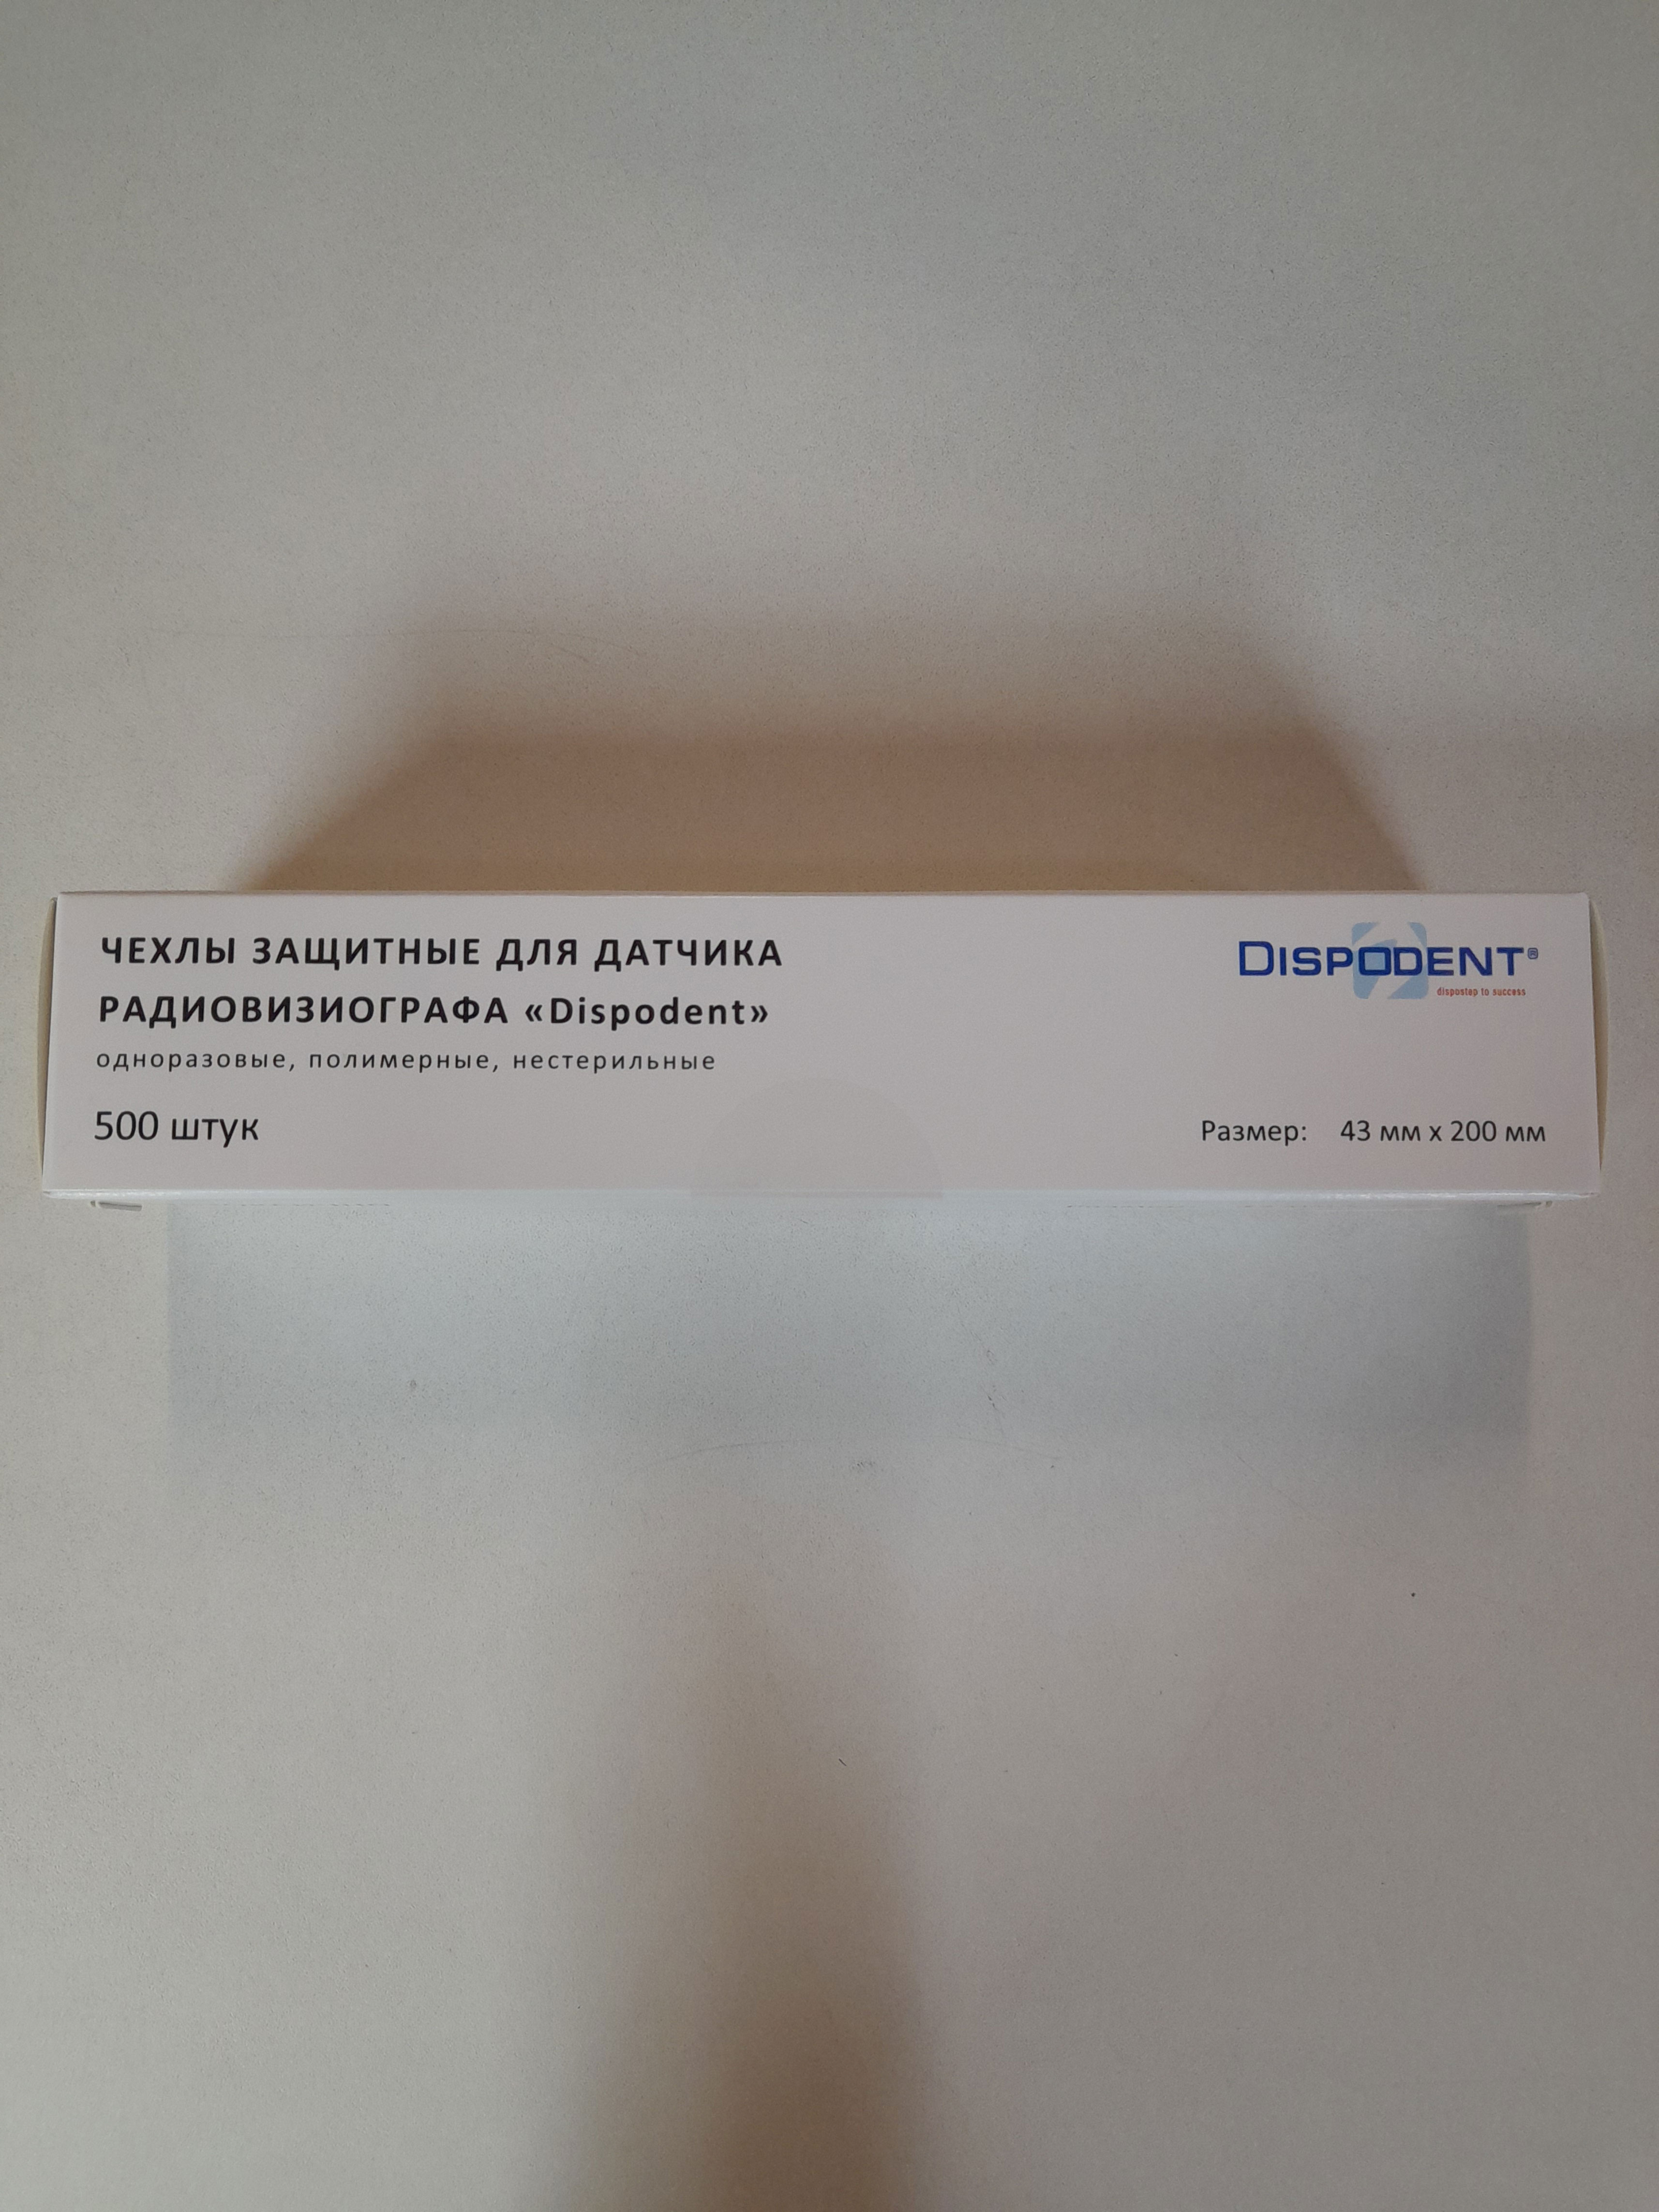 ЧЕХЛЫ ЗАЩИТНЫЕ ДЛЯ ДАТЧИКА
РАДИОВИЗИОГРАФА «Dispodent»
одноразовые, полимерные, нестерильные
500 штук
DISPODENT®
dispostep to success
Размер: 43 мм х 200 мм